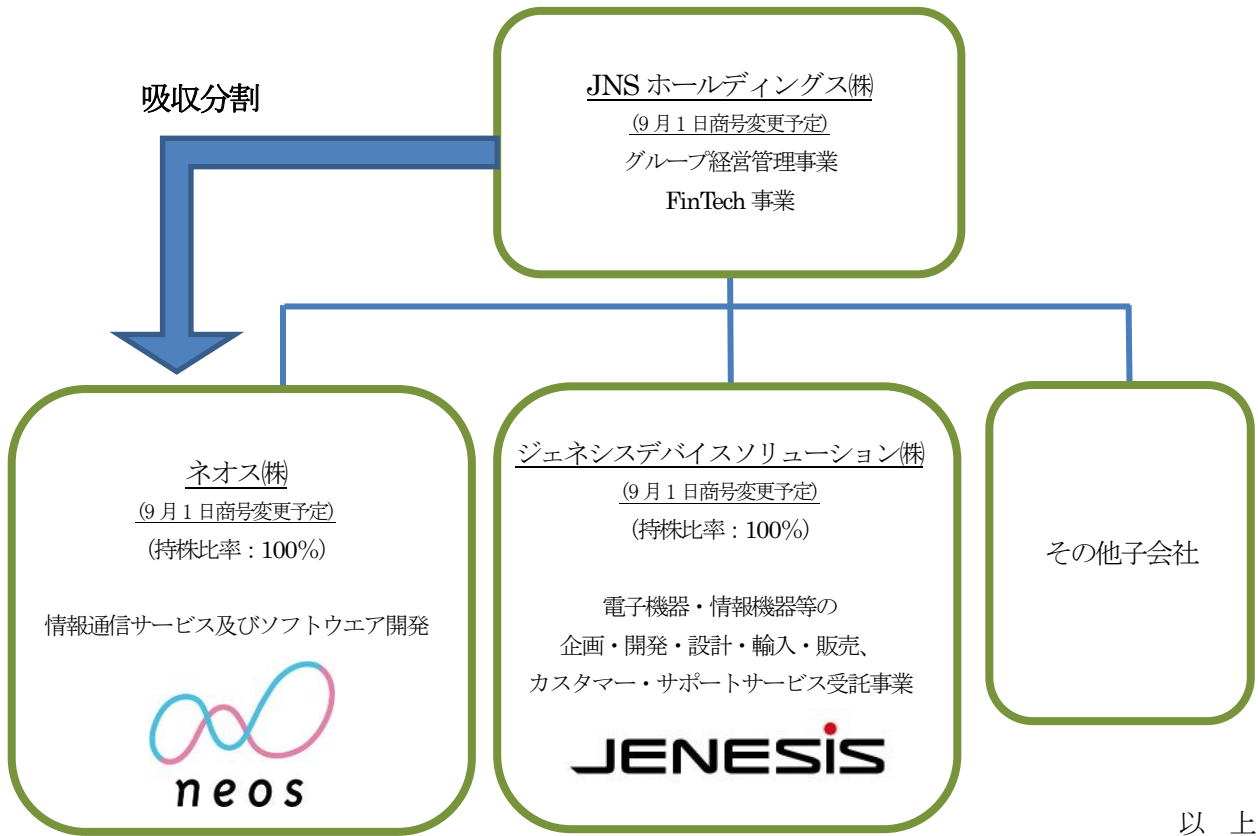 吸収分割
JNS ホールディングス㈱
(9 月 1 日商号変更予定)
グループ経営管理事業
FinTech 事業
ネオス㈱
(9 月 1 日商号変更予定)
(持株比率：100％)
情報通信サービス及びソフトウエア開発
neos
ジェネシスデバイスソリューション㈱
(9 月 1 日商号変更予定)
(持株比率：100％)
電子機器・情報機器等の
企画・開発・設計・輸入・販売、
カスタマー・サポートサービス受託事業
JENESIS
その他子会社
以　上